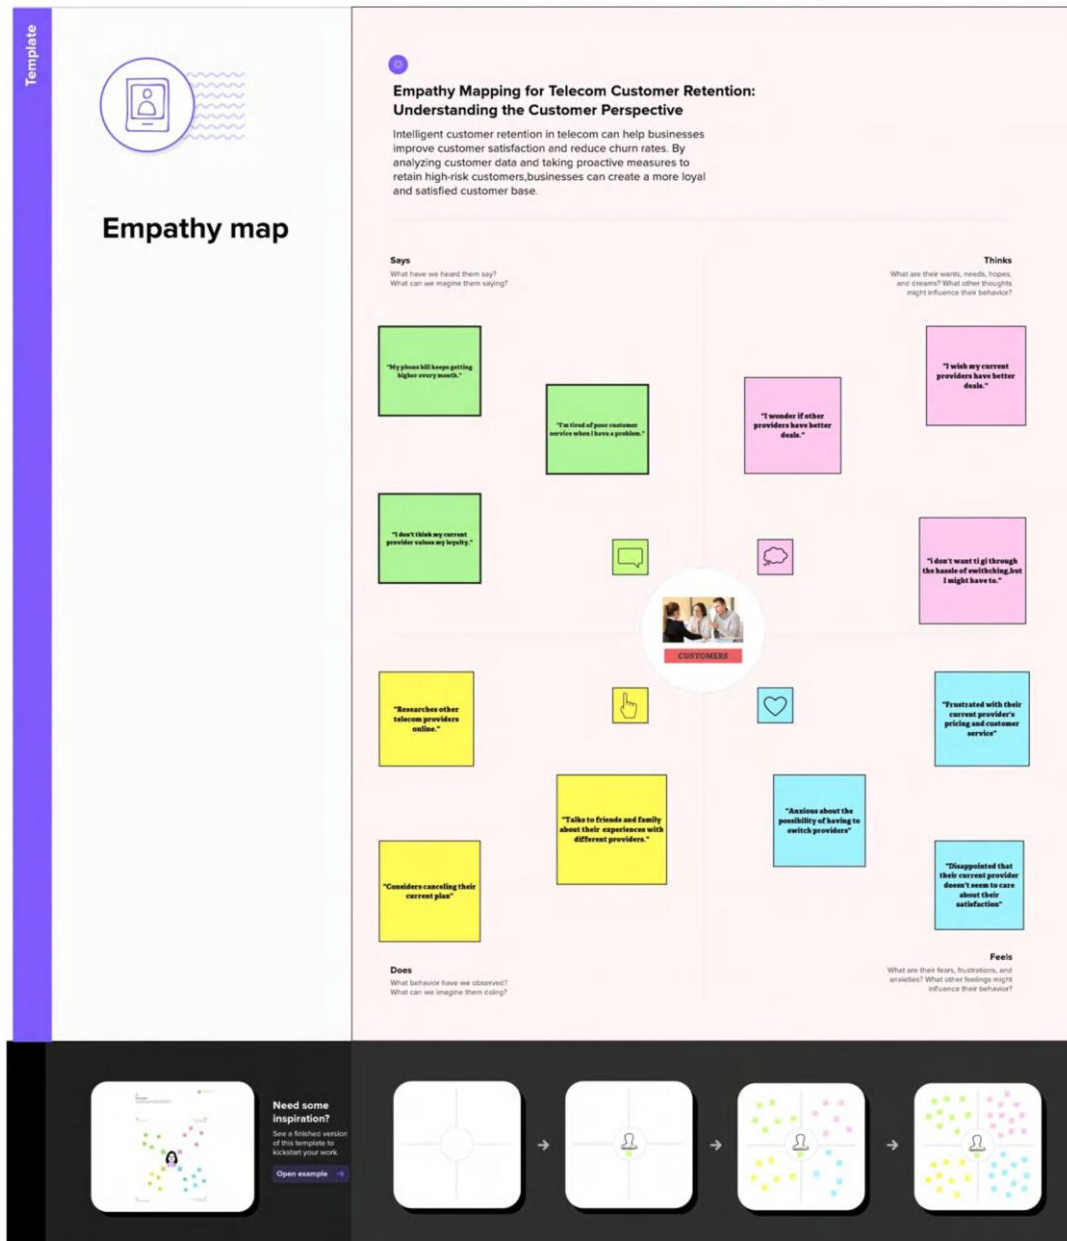 Template
Empathy map
Empathy Mapping for Telecom Customer Retention:
Understanding the Customer Perspective
Intelligent customer retention in telecom can help businesses
improve customer satisfaction and reduce churn rates. By
analyzing customer data and taking proactive measures to
retain high-risk customers,businesses can create a more loyal
and satisfied customer base.
Says
What have we heard them say?
What can we magine them saying?
Thinks
What are their wants, needs, hopes,
and dreams? What other thoughts
might influence their behavior?
"My phone bill keeps getting
higher every month."
"I'm tired of poor customer
service when i hava a problem."
"I don't think my current
provider values my loyalty."
"I wonder if other
providers have better
deals."
"I wish my current
providers have better
deals."
"i don't want ti gi through
the hassle of swithching,but
I might have to."
CUSTOMERS
"Researches other
telecom providers
online."
"Talks to friends and family
about their experiences with
different providers."
"Considers canceling their
current plan"
"Anxious about the
possibility of having to
switch providers"
"Frustrated with their
current provider's
pricing and customer
service"
"Disappointed that
their current provider
doesn't seem to care
about their
satisfaction"
Does
What behavior have we observed?
What can we imagine them doing?
Feels
What are their fears, frustrations, and
anxieties? What other feelings might
influence their behavior?
Need some
inspiration?
See a finished version
of this template to
kickstart your work.
Open example